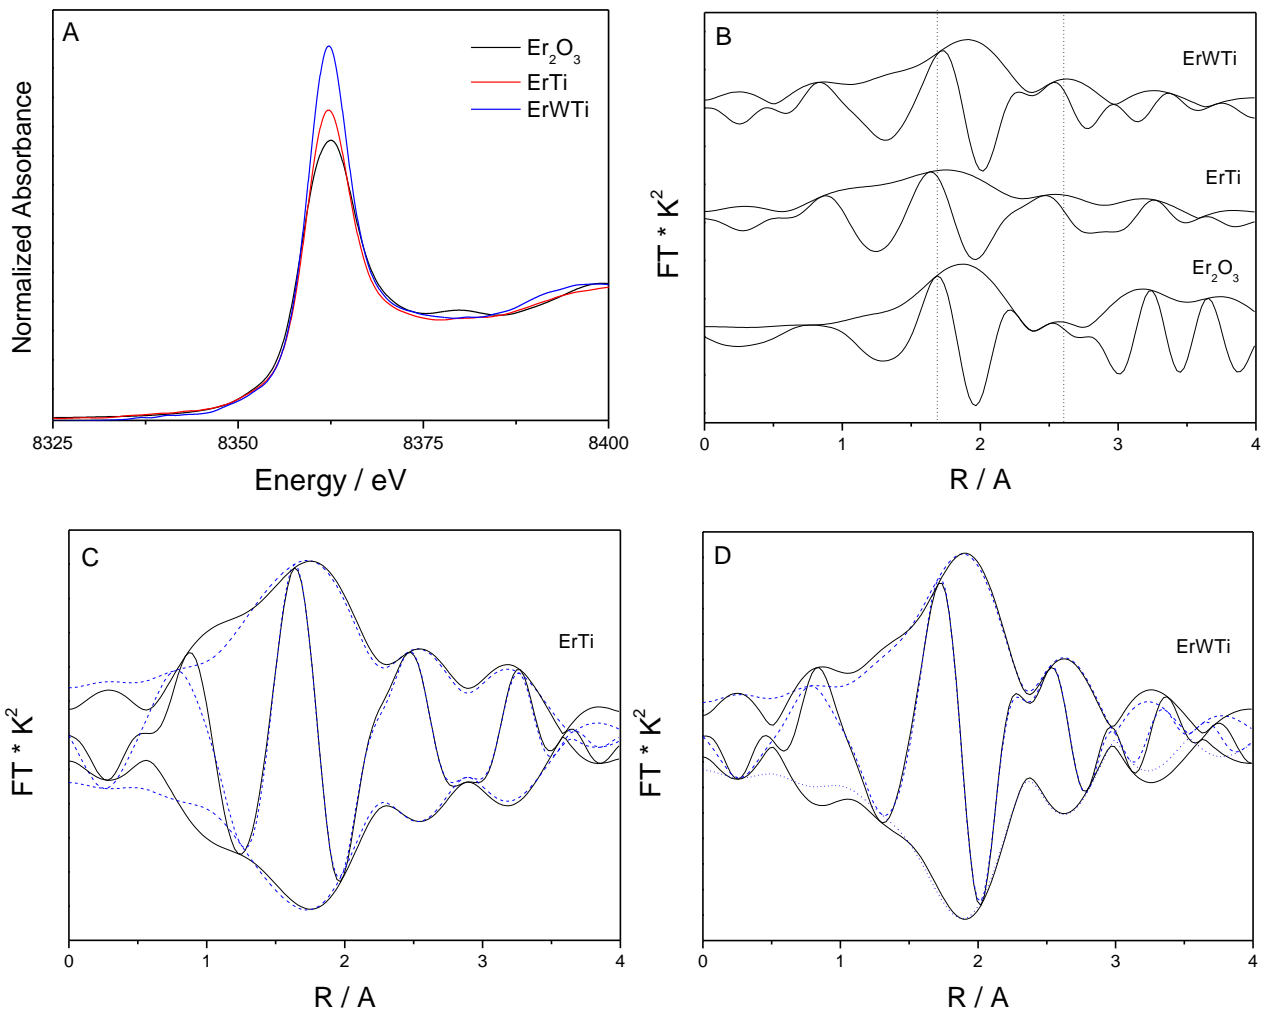 A
Er₂O₃
ErTi
ErWTi
Normalized Absorbance
8325
8350
8375
8400
Energy / eV
B
ErWTi
ErTi
Er₂O₃
FT * K²
0
1
2
3
4
R / A
C
ErTi
FT * K²
0
1
2
3
4
R / A
D
ErWTi
FT * K²
0
1
2
3
4
R / A